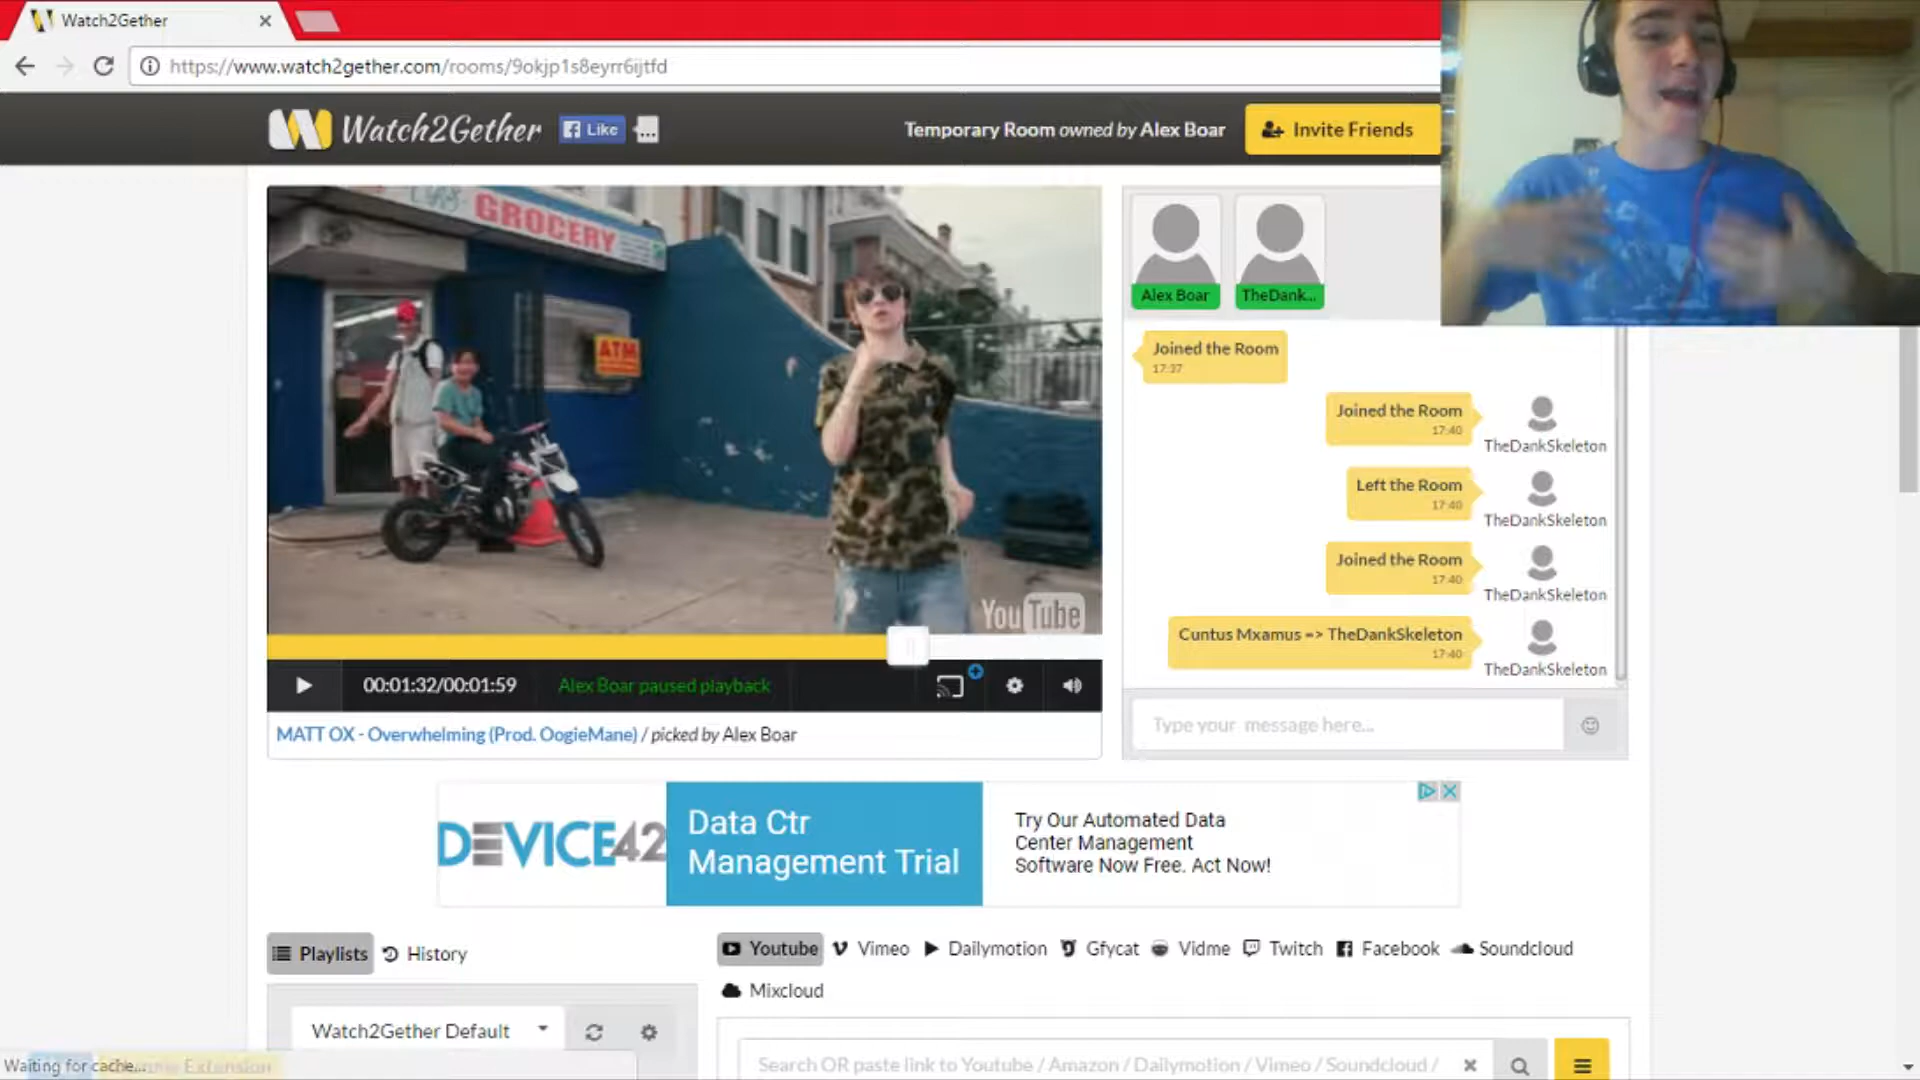 Watch2Gether
https://www.watch2gether.com/rooms/9okjp1s8eyrr6ijtfd
Watch2Gether
Like
Temporary Room owned by Alex Boar
Invite Friends
GROCERY
ATM
YouTube
00:01:32/00:01:59
Alex Boar paused playback
MATT OX - Overwhelming (Prod. OogieMane) / picked by Alex Boar
Alex Boar
TheDank...
Joined the Room
17:37
Joined the Room
17:40
TheDankSkeleton
Left the Room
17:40
TheDankSkeleton
Joined the Room
17:40
TheDankSkeleton
Cuntus Mxamus => TheDankSkeleton
17:40
TheDankSkeleton
Type your message here...
DEVICE42
Data Ctr
Management Trial
Try Our Automated Data
Center Management
Software Now Free. Act Now!
Playlists
History
Youtube
Vimeo
Dailymotion
Gfycat
Vidme
Twitch
Facebook
Soundcloud
Mixcloud
Watch2Gether Default
Search OR paste link to Youtube / Amazon / Dailymotion / Vimeo / Soundcloud /
Waiting for cache...
Extension